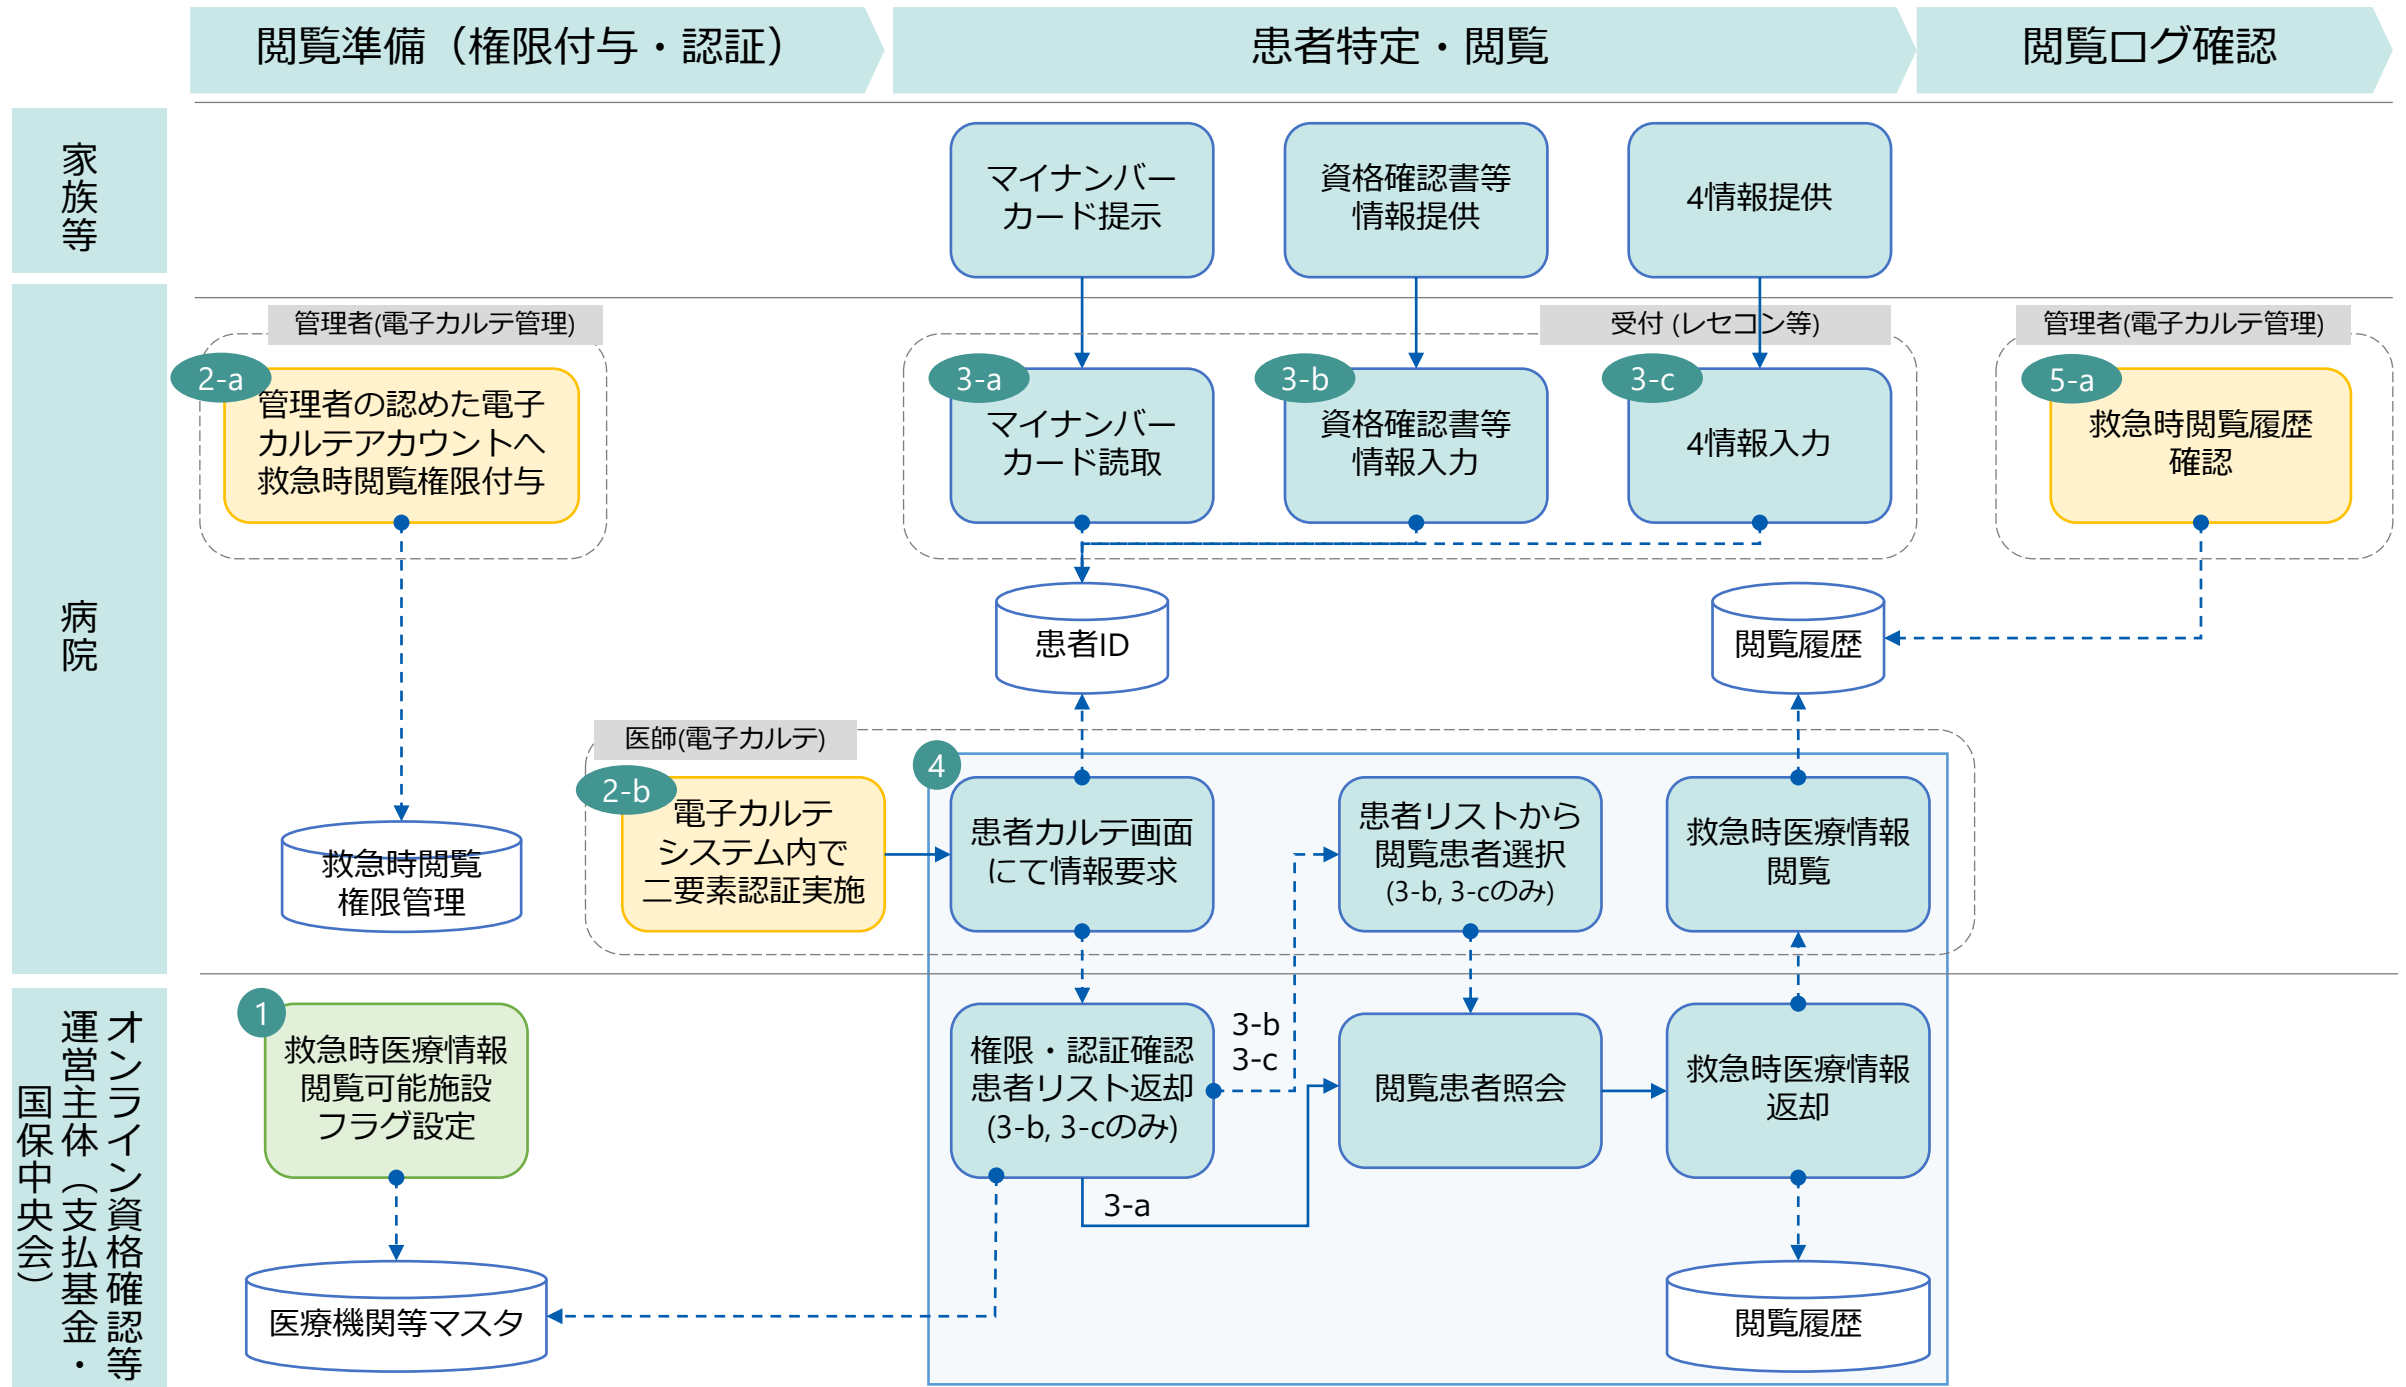 閲覧準備（権限付与・認証）
患者特定・閲覧
閲覧ログ確認
家族等
マイナンバー
カード提示
資格確認書等
情報提供
4情報提供
病院
管理者(電子カルテ管理)
2-a
管理者の認めた電子
カルテアカウントへ
救急時閲覧権限付与
受付 (レセコン等)
3-a
マイナンバー
カード読取
3-b
資格確認書等
情報入力
3-c
4情報入力
管理者(電子カルテ管理)
5-a
救急時閲覧履歴
確認
患者ID
閲覧履歴
救急時閲覧
権限管理
医師(電子カルテ)
2-b
電子カルテ
システム内で
二要素認証実施
4
患者カルテ画面
にて情報要求
患者リストから
閲覧患者選択
(3-b, 3-cのみ)
救急時医療情報
閲覧
オンライン資格確認等
運営主体（支払基金・
国保中央会）
1
救急時医療情報
閲覧可能施設
フラグ設定
権限・認証確認
患者リスト返却
(3-b, 3-cのみ)
3-b
3-c
3-a
閲覧患者照会
救急時医療情報
返却
医療機関等マスタ
閲覧履歴